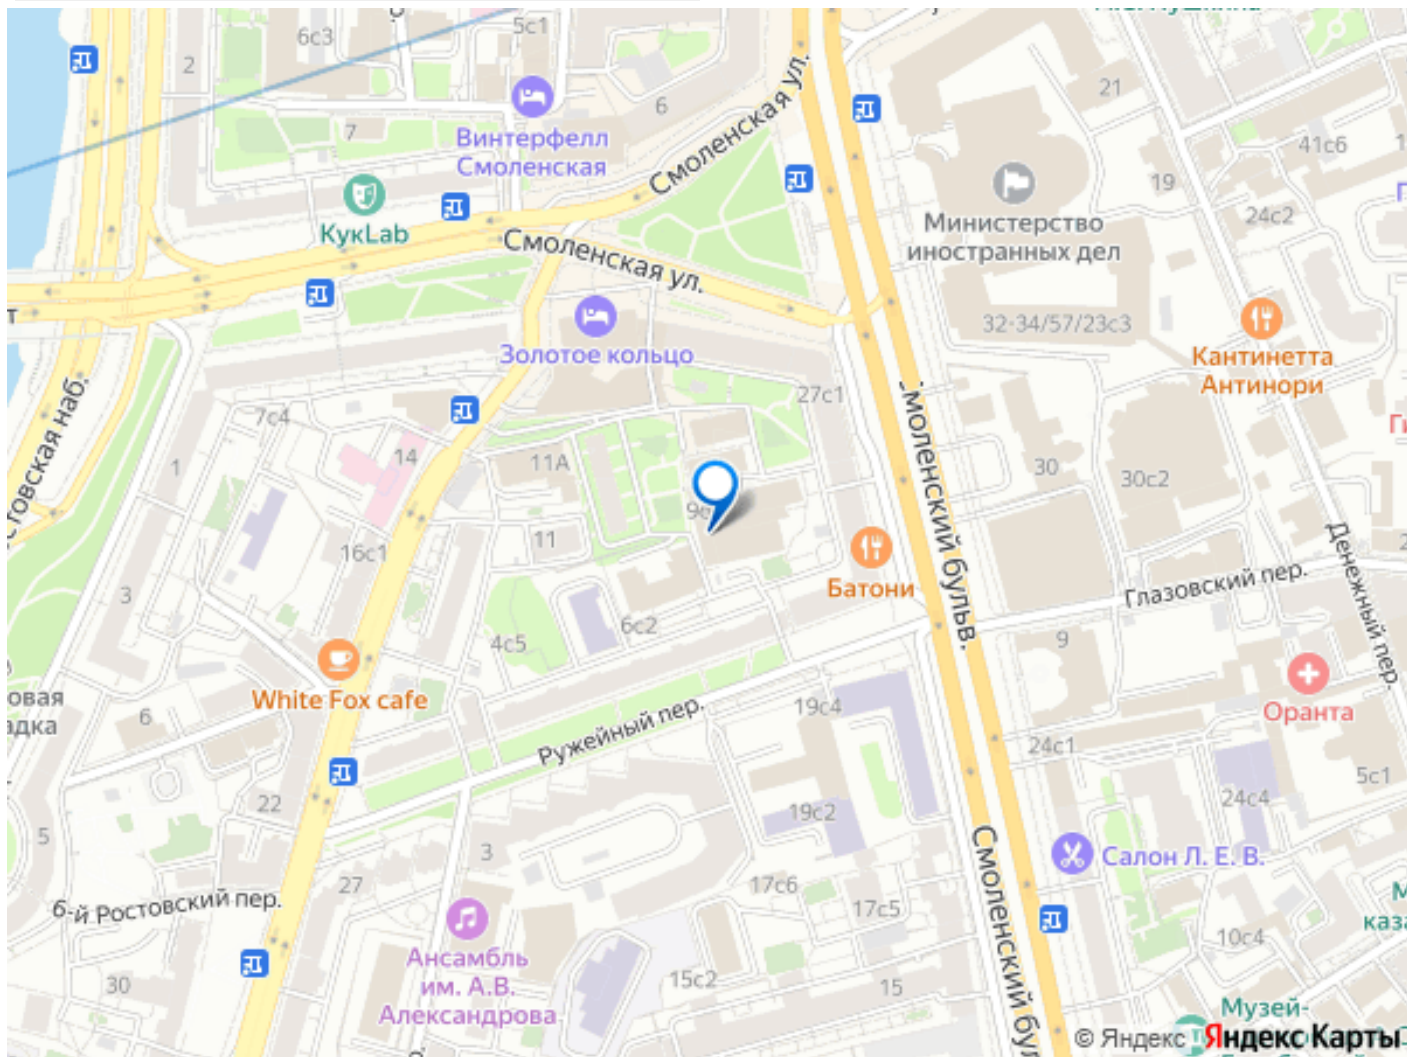 6с3
5с1
2
6
21
Винтерфелл
Смоленская
7
Смоленская ул.
41с6
19
КукLab
24с2
Министерство
иностранных дел
Смоленская ул.
32-34/57/23с3
Золотое кольцо
Кантинетта
Антинори
27с1
7с4
1
14
11А
30
30с2
Смоленский бульв.
11
16с1
Батони
Глазовский пер.
Денежный пер.
3
4с5
6с2
9
White Fox cafe
6
Ружейный пер.
19с4
Оранта
24с1
5с1
22
19с2
24с4
5
3
Салон Л. Е. В.
27
17с6
17с5
6-й Ростовский пер.
Смоленский бул
10с4
Ансамбль
им. А.В.
Александрова
30
15с2
15
Музей-
© Яндекс Яндекс Карты